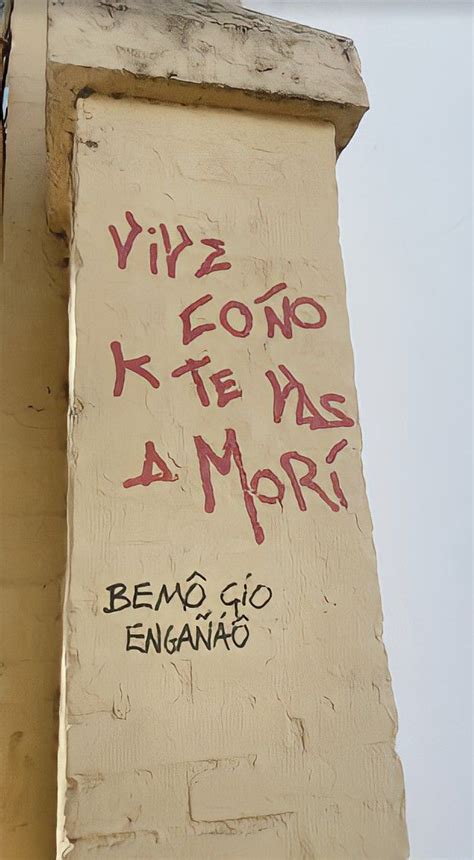 ViVE
COÑO
K TE VAS
A MORÍ
BEMÔ ÇIO
ENGAÑÁÔ